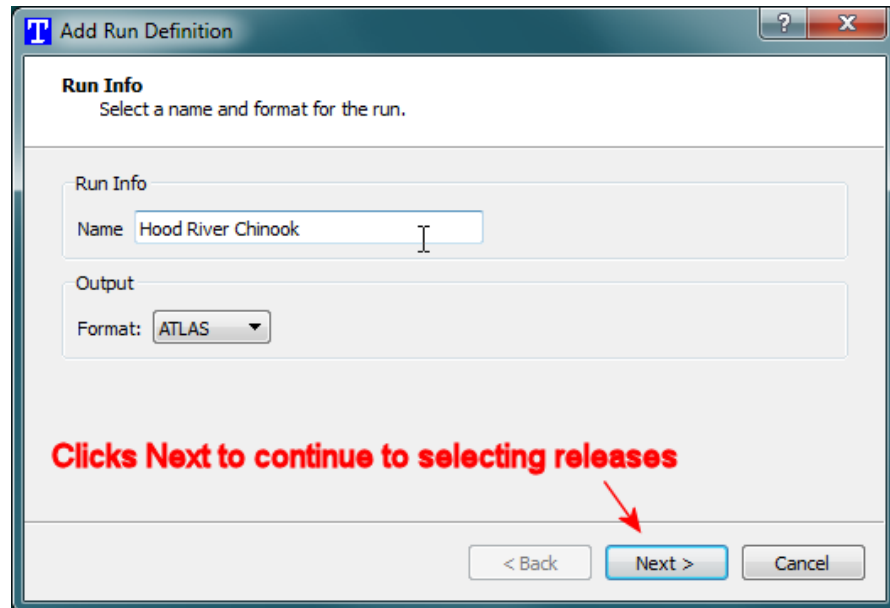 T Add Run Definition ? X
Run Info
Select a name and format for the run.
Run Info
Name Hood River Chinook
Output
Format: ATLAS
Clicks Next to continue to selecting releases
< Back Next > Cancel